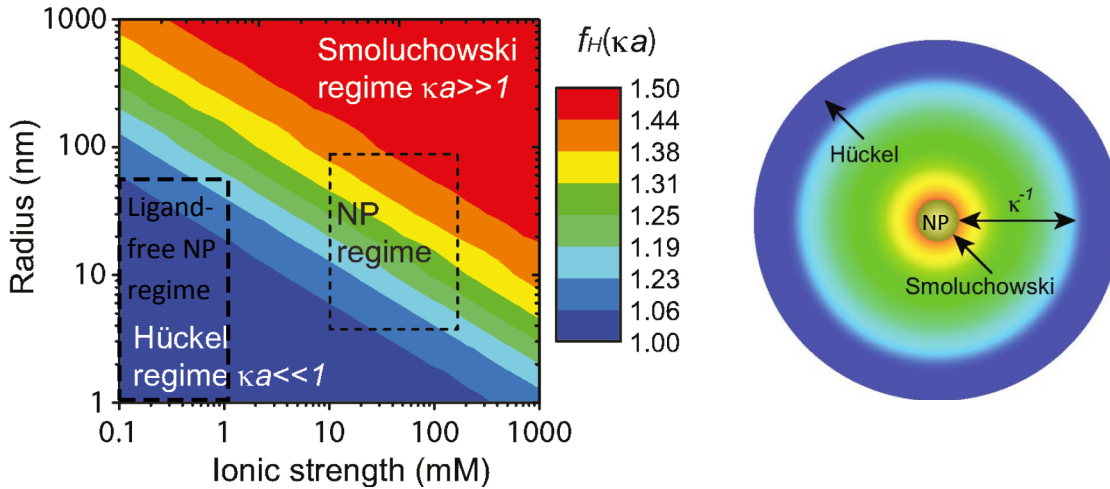 1000
100
10
1
Radius (nm)
0.1
1
10
100
1000
Ionic strength (mM)
Smoluchowski
regime κa>>1
NP
regime
Ligand-
free NP
regime
Hückel
regime κa<<1
fH(κa)
1.50
1.44
1.38
1.31
1.25
1.19
1.23
1.06
1.00
Hückel
κ-1
NP
Smoluchowski